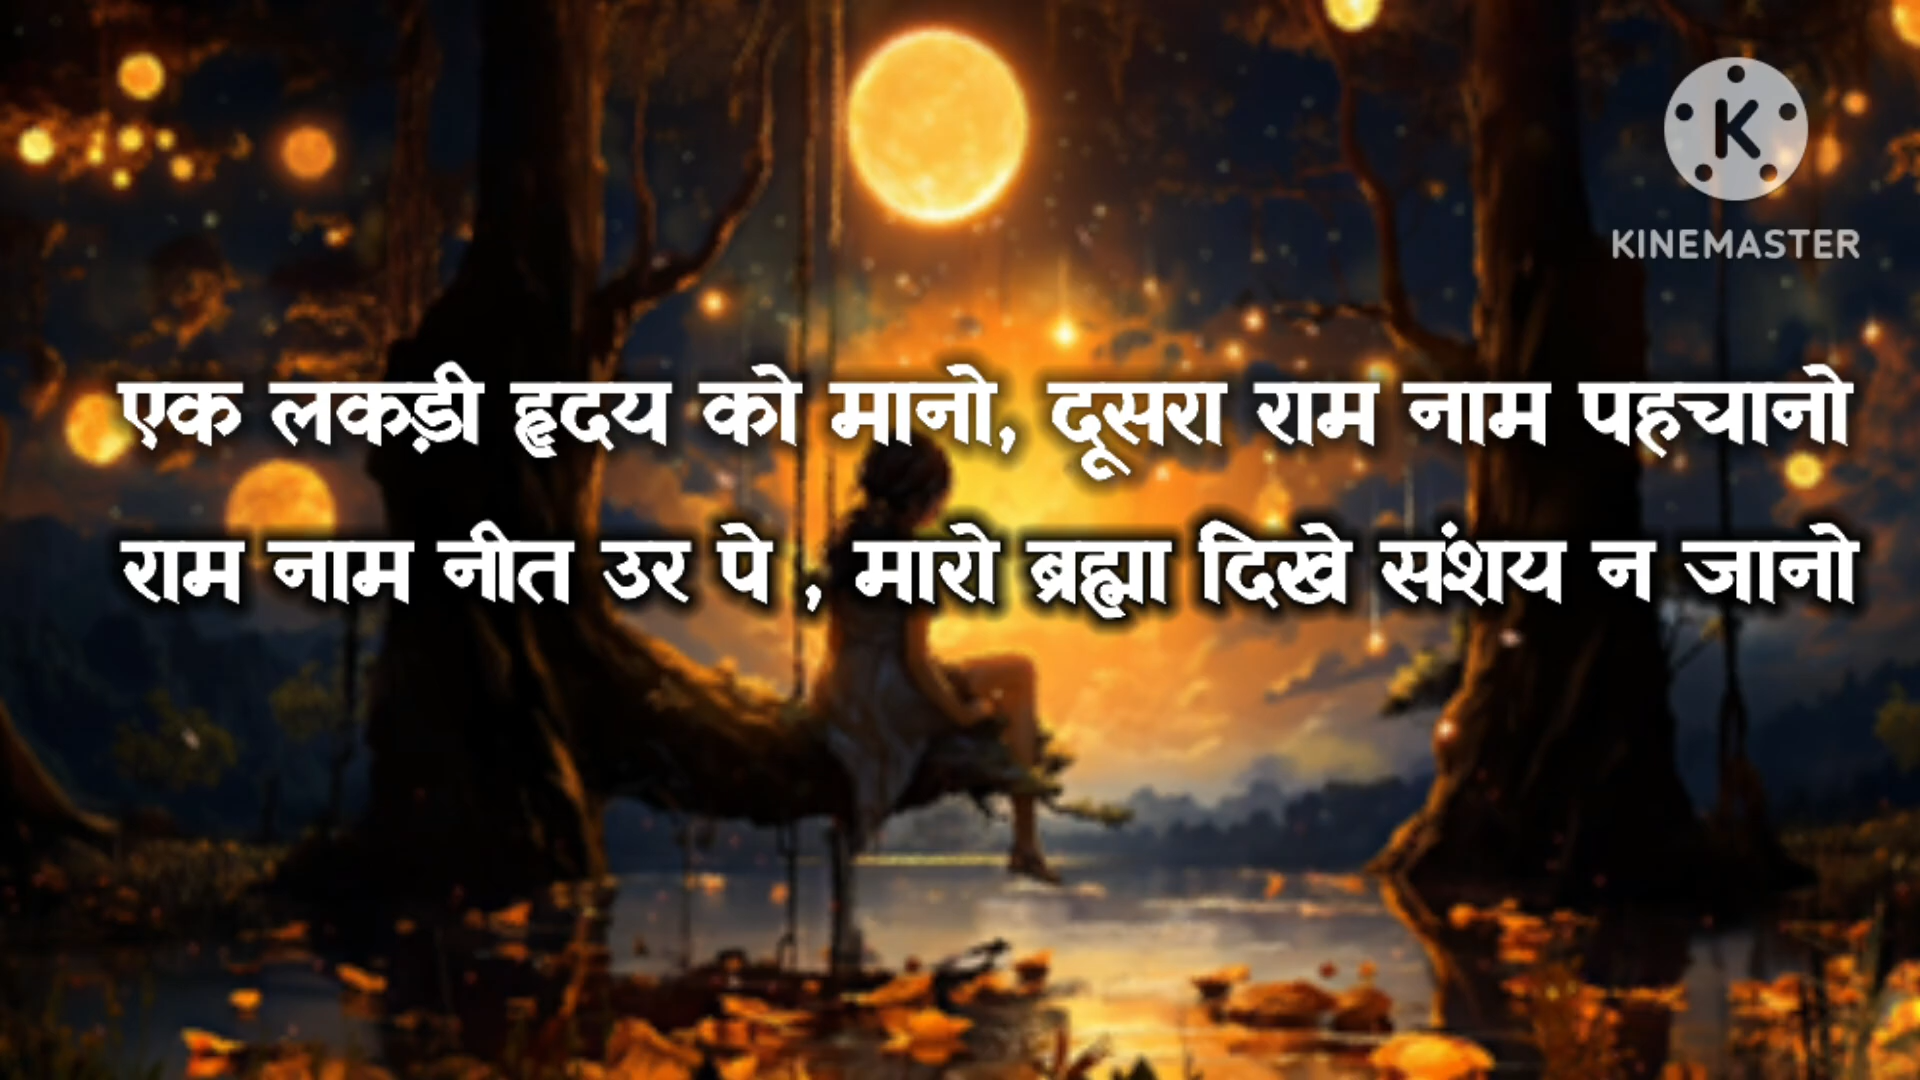 KINEMASTER
एक लकड़ी हृदय को मानो, दूसरा राम नाम पहचानो
राम नाम नीत उर पे , मारो ब्रह्मा दिखे संशय न जानो